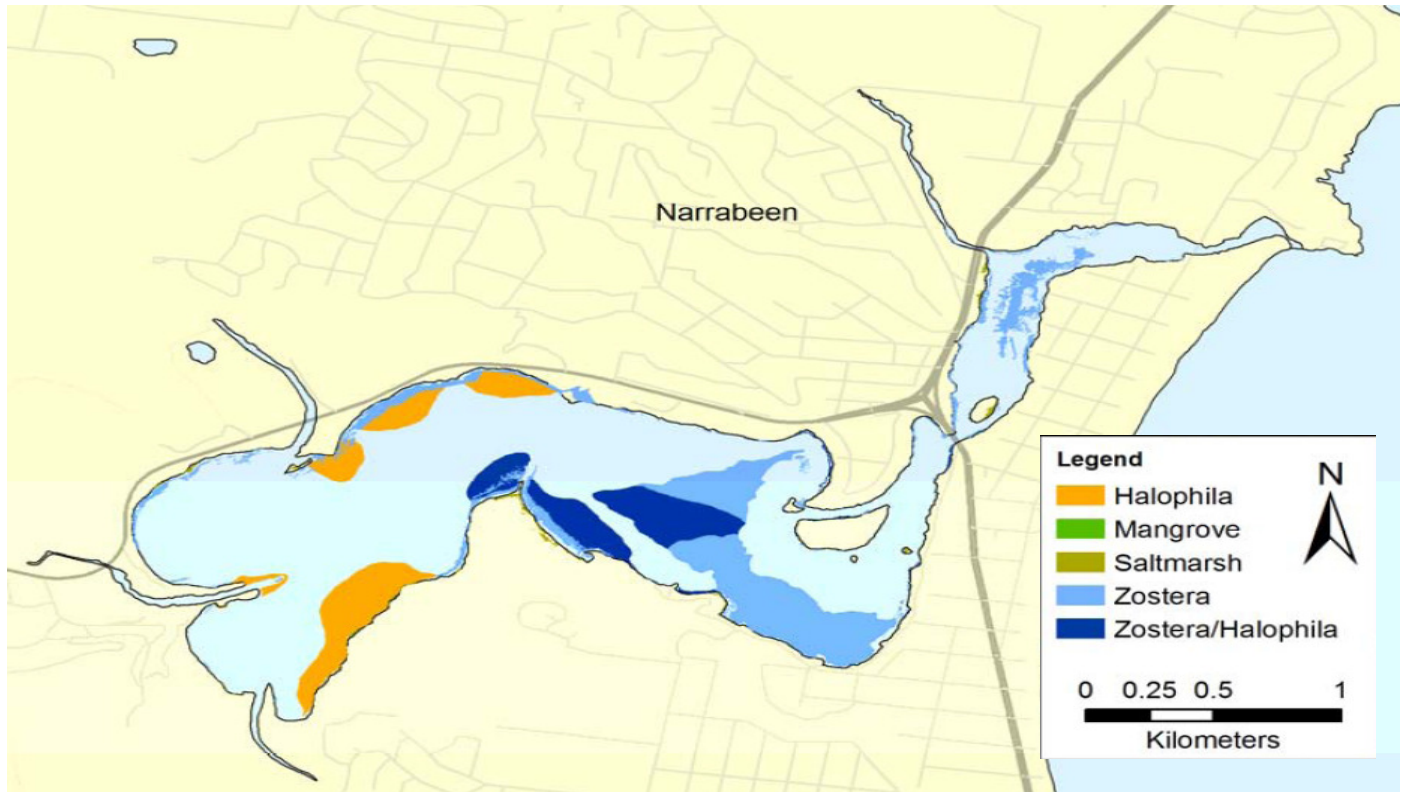 Narrabeen
Legend
N
Halophila
Mangrove
Saltmarsh
Zostera
Zostera/Halophila
0 0.25 0.5 1
Kilometers